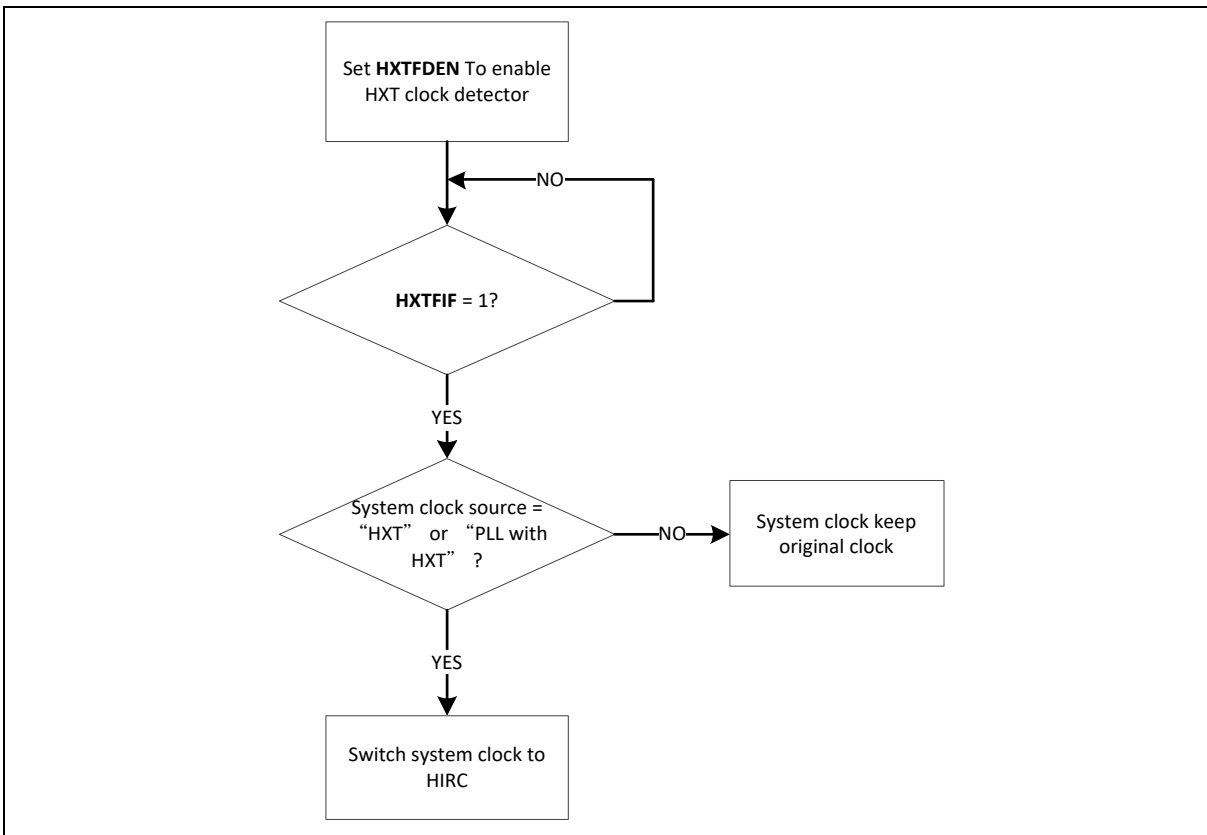 Set HXTFDEN To enable
HXT clock detector
NO
HXTFIF = 1?
YES
System clock source =
“HXT” or “PLL with
HXT” ?
NO
System clock keep
original clock
YES
Switch system clock to
HIRC